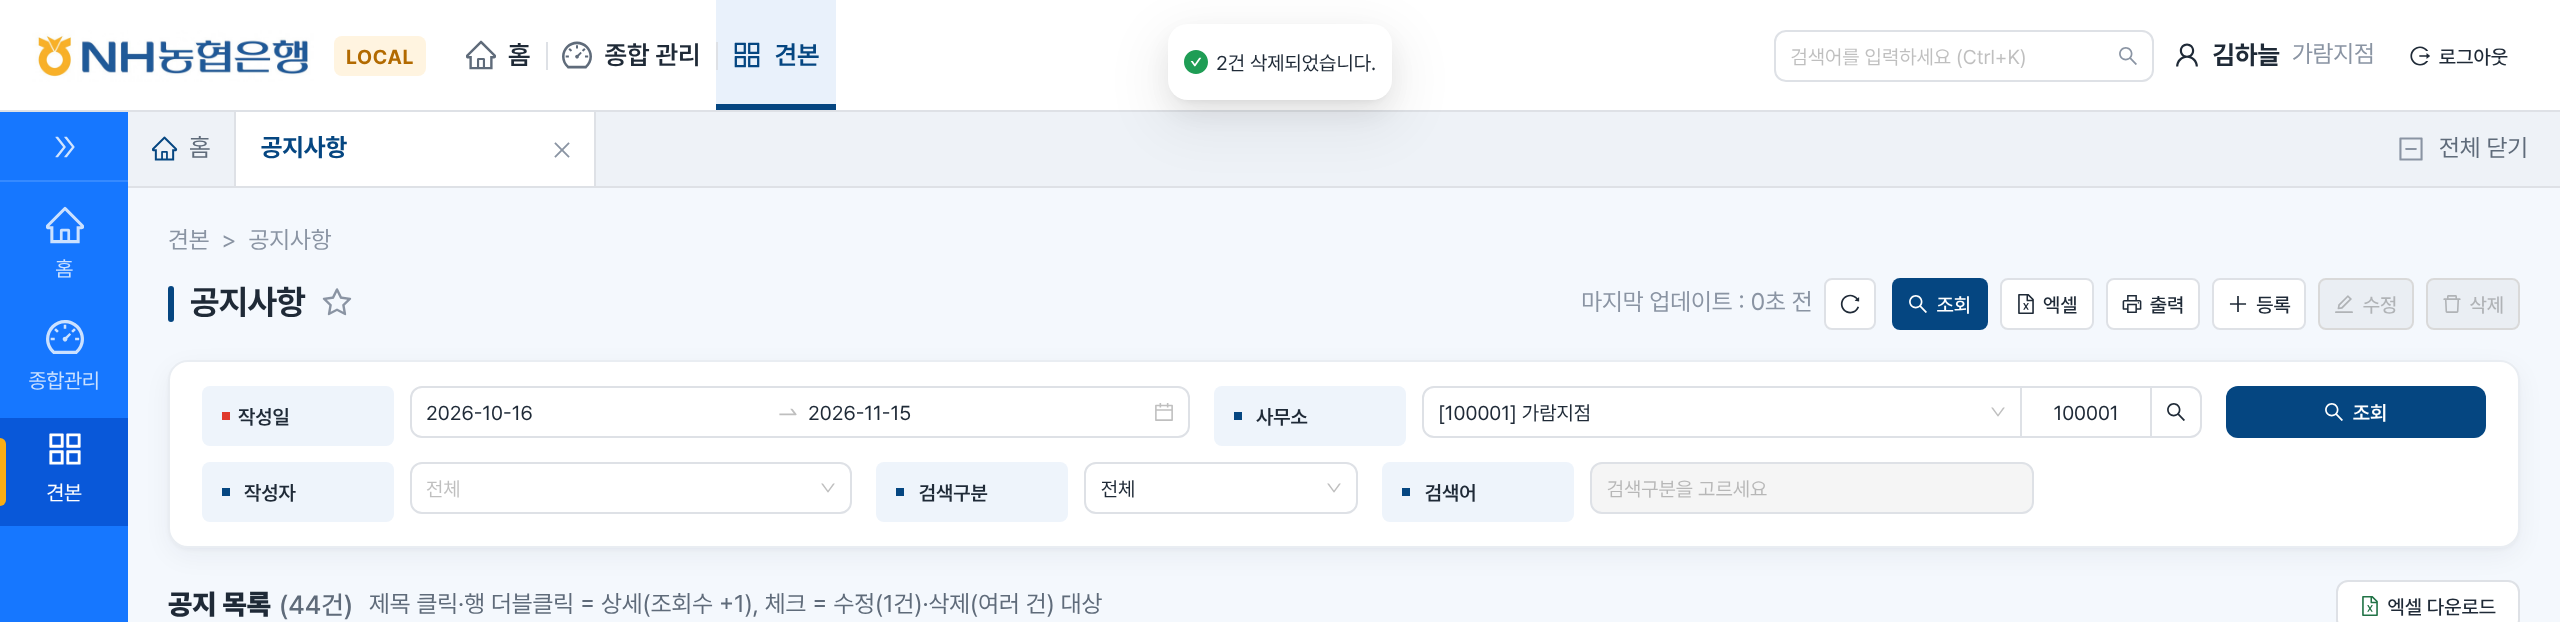 NH농협은행 LOCAL 홈 종합 관리 견본 2건 삭제되었습니다. 검색어를 입력하세요 (Ctrl+K) 김하늘 가람지점 로그아웃
홈 공지사항 전체 닫기
홈
종합관리
견본
견본 > 공지사항
공지사항 마지막 업데이트 : 0초 전 조회 엑셀 출력 등록 수정 삭제
작성일 2026-10-16 → 2026-11-15 사무소 [100001] 가람지점 100001 조회
작성자 전체 검색구분 전체 검색어 검색구분을 고르세요
공지 목록 (44건) 제목 클릭·행 더블클릭 = 상세(조회수 +1), 체크 = 수정(1건)·삭제(여러 건) 대상 엑셀 다운로드